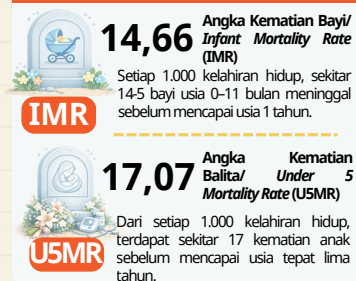 14,66
Angka Kematian Bayi/
Infant Mortality Rate
(IMR)
Setiap 1.000 kelahiran hidup, sekitar
14-5 bayi usia 0–11 bulan meninggal
sebelum mencapai usia 1 tahun.
IMR
17,07
Angka Kematian
Balita/ Under 5
Mortality Rate (U5MR)
Dari setiap 1.000 kelahiran hidup,
terdapat sekitar 17 kematian anak
sebelum mencapai usia tepat lima
tahun.
U5MR